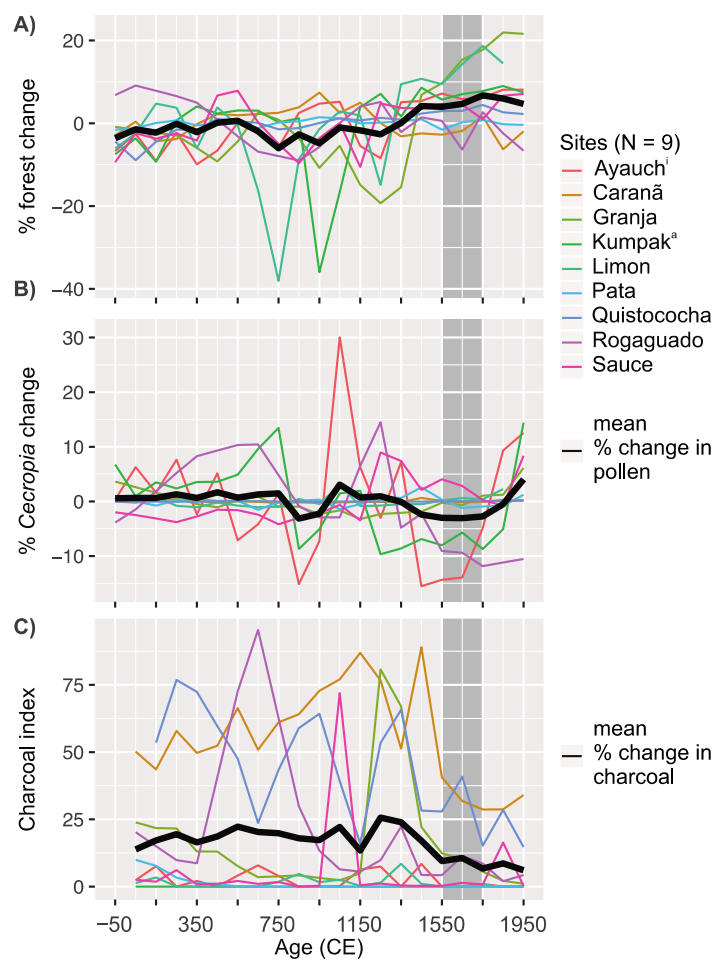 A)
20
0
−20
−40
% forest change
B)
30
20
10
0
−10
% Cecropia change
C)
75
50
25
0
Charcoal index
−50
350
750
1150
1550
1950
Age (CE)
Sites (N = 9)
Ayauchⁱ
Caranã
Granja
Kumpakᵃ
Limon
Pata
Quistococha
Rogaguado
Sauce
mean
% change in
pollen
mean
% change in
charcoal